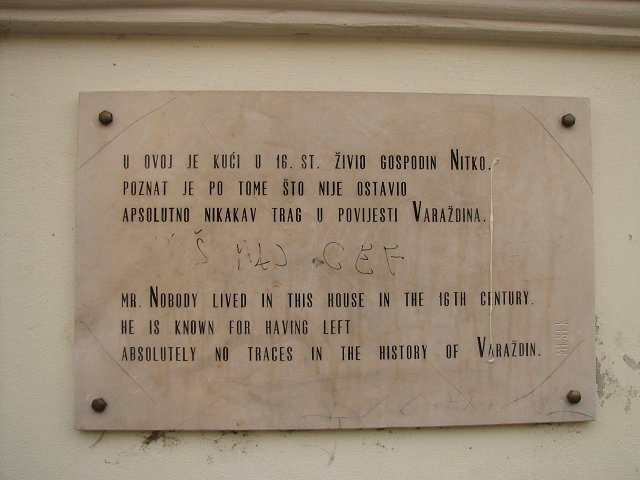 U OVOJ JE KUĆI U 16. ST. ŽIVIO GOSPODIN NITKO.
POZNAT JE PO TOME ŠTO NIJE OSTAVIO
APSOLUTNO NIKAKAV TRAG U POVIJESTI VARAŽDINA.
MR. NOBODY LIVED IN THIS HOUSE IN THE 16TH CENTURY.
HE IS KNOWN FOR HAVING LEFT
ABSOLUTELY NO TRACES IN THE HISTORY OF VARAŽDIN.